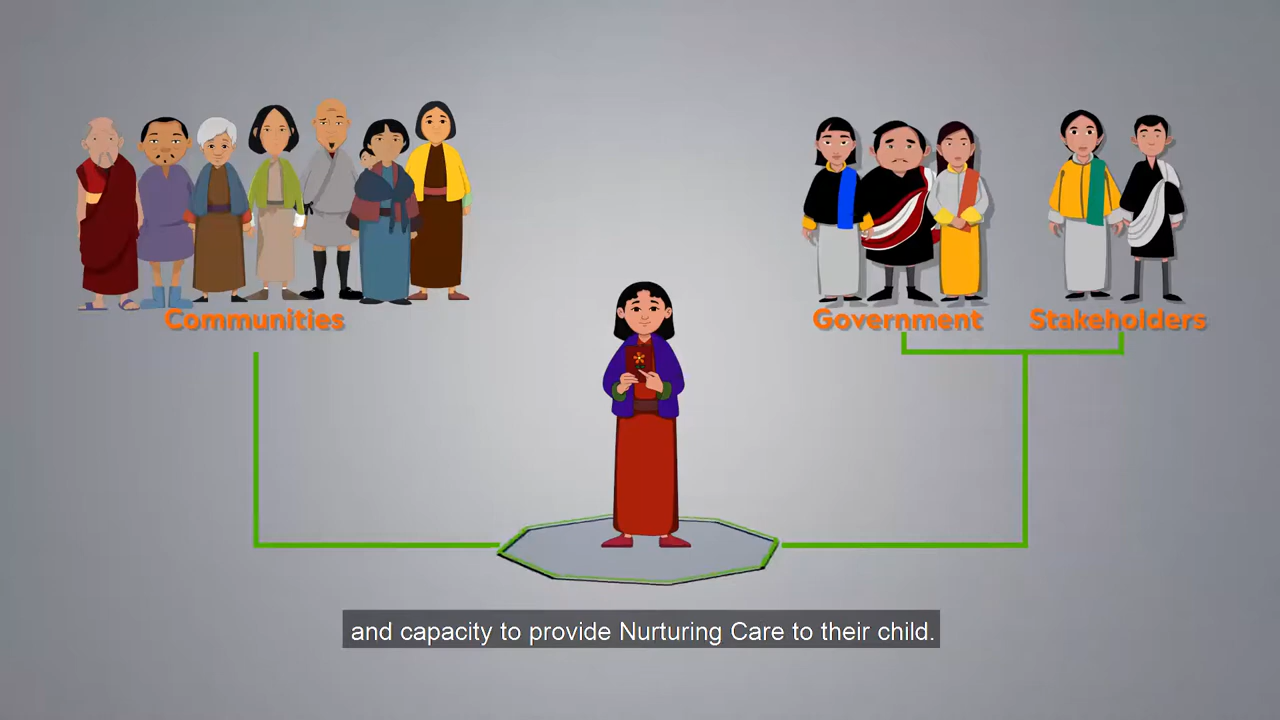 Communities
Government
Stakeholders
and capacity to provide Nurturing Care to their child.